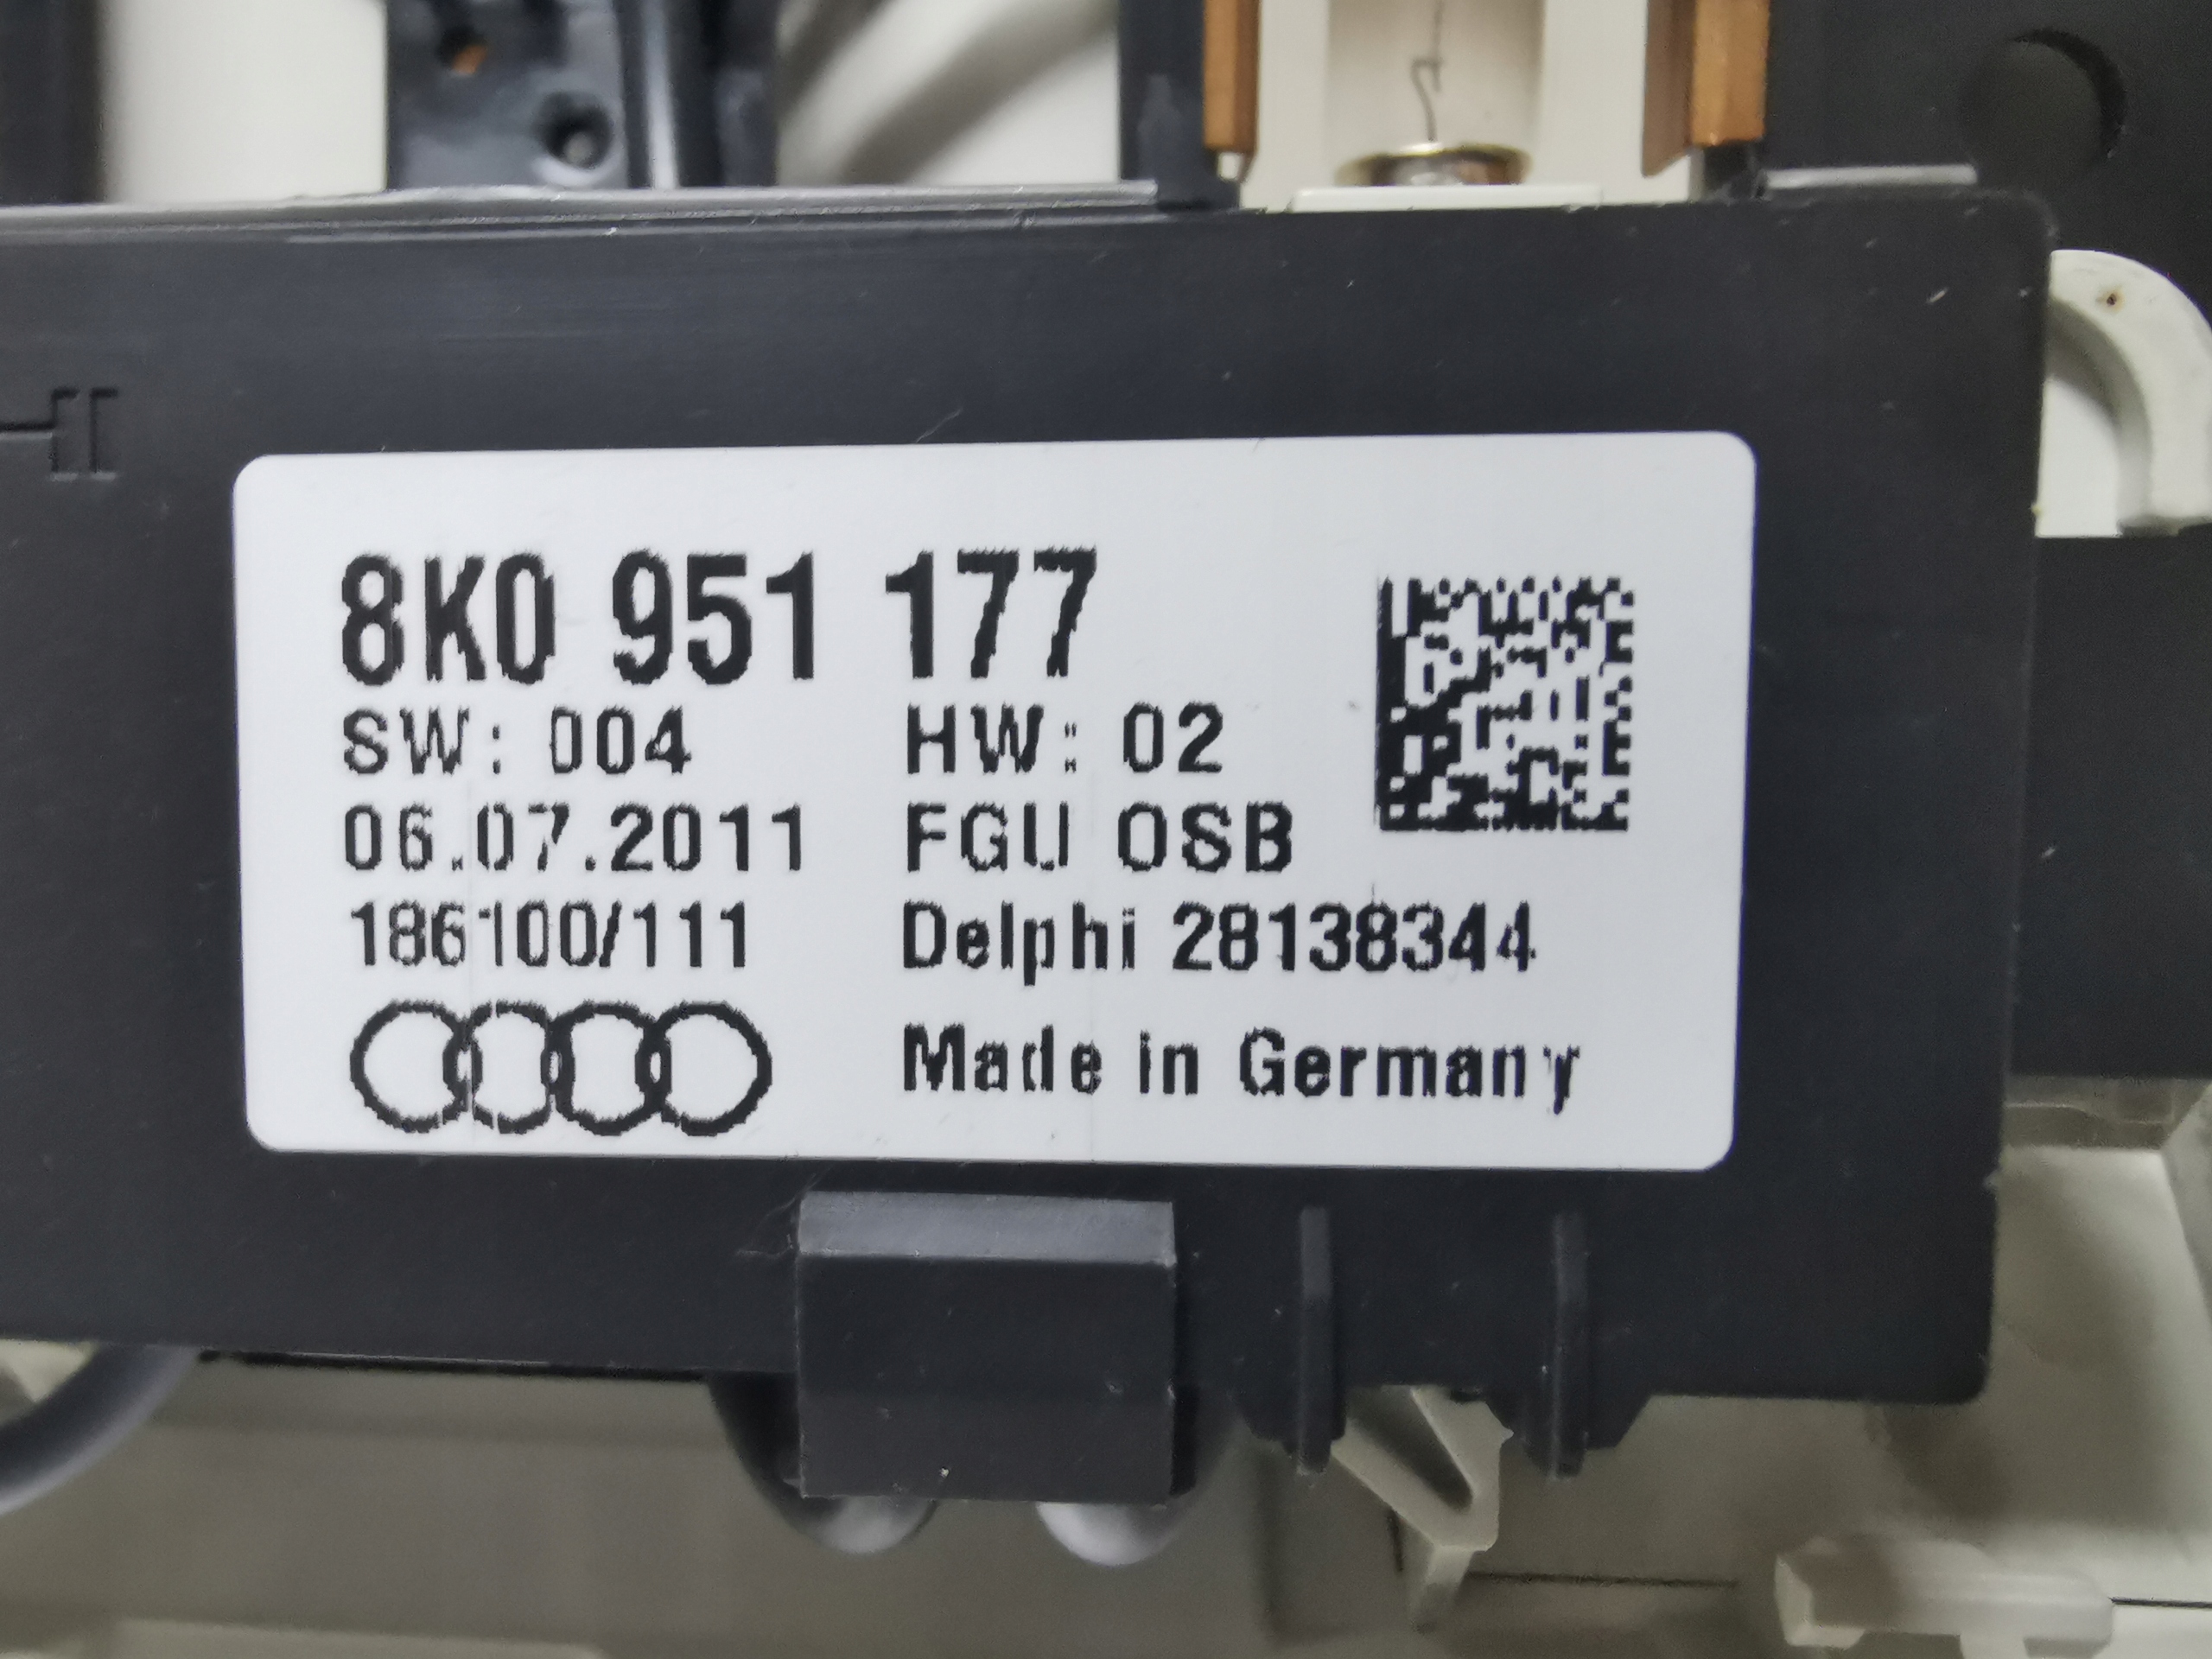 8K0 951 177
SW: 004 HW: 02
06.07.2011 FGU OSB
186100/111 Delphi 28138344
Made in Germany